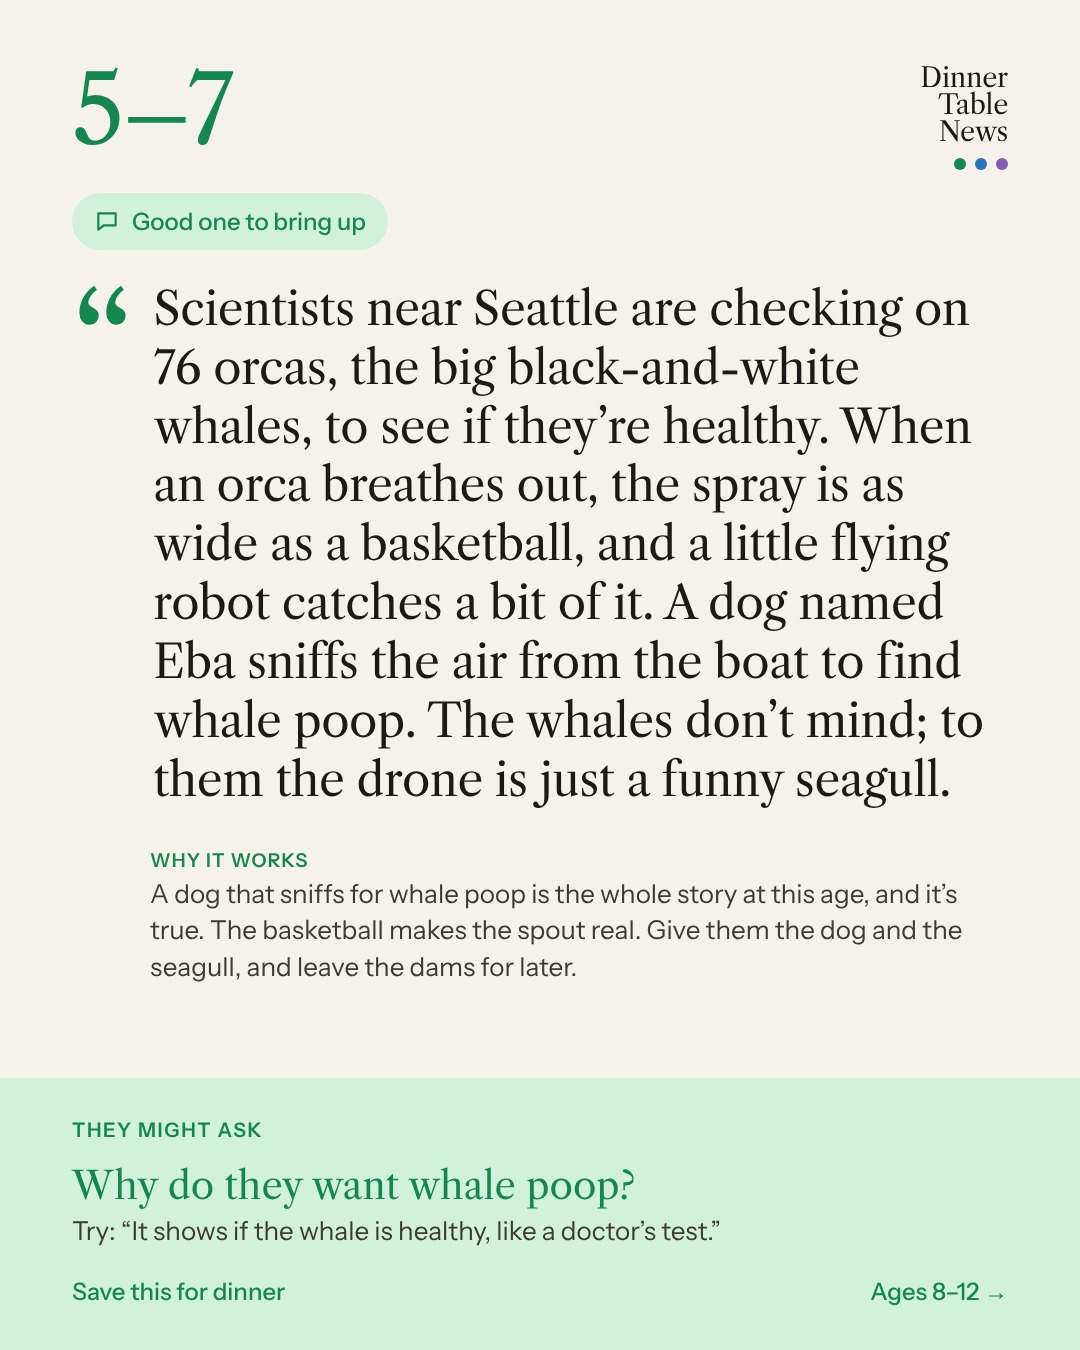 5–7
Dinner
Table
News
Good one to bring up
“Scientists near Seattle are checking on
76 orcas, the big black-and-white
whales, to see if they’re healthy. When
an orca breathes out, the spray is as
wide as a basketball, and a little flying
robot catches a bit of it. A dog named
Eba sniffs the air from the boat to find
whale poop. The whales don’t mind; to
them the drone is just a funny seagull.
WHY IT WORKS
A dog that sniffs for whale poop is the whole story at this age, and it’s
true. The basketball makes the spout real. Give them the dog and the
seagull, and leave the dams for later.
THEY MIGHT ASK
Why do they want whale poop?
Try: “It shows if the whale is healthy, like a doctor’s test.”
Save this for dinner
Ages 8–12 →